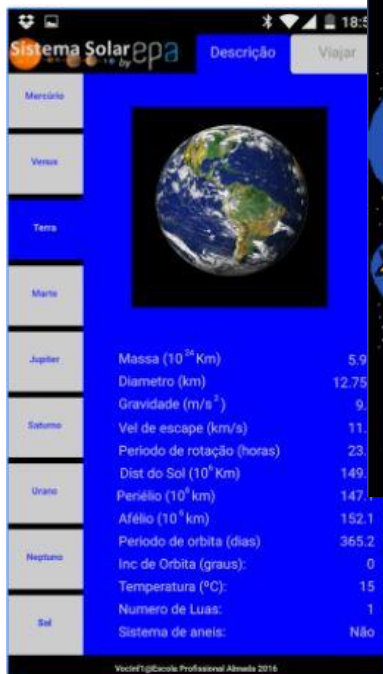 18:5
Sistema Solar by epa
Descrição
Viajar
Mercúrio
Venus
Terra
Marte
Jupiter
Saturno
Urano
Neptuno
Sol
Massa (10²⁴ Km) 5.9
Diametro (km) 12.75
Gravidade (m/s²) 9.
Vel de escape (km/s) 11.
Periodo de rotação (horas) 23.
Dist do Sol (10⁶ Km) 149.
Periélio (10⁶ km) 147.1
Afélio (10⁶ km) 152.1
Periodo de orbita (dias) 365.2
Inc de Orbita (graus): 0
Temperatura (ºC): 15
Numero de Luas: 1
Sistema de aneis: Não
VocInf1@Escola Profissional Almada 2016